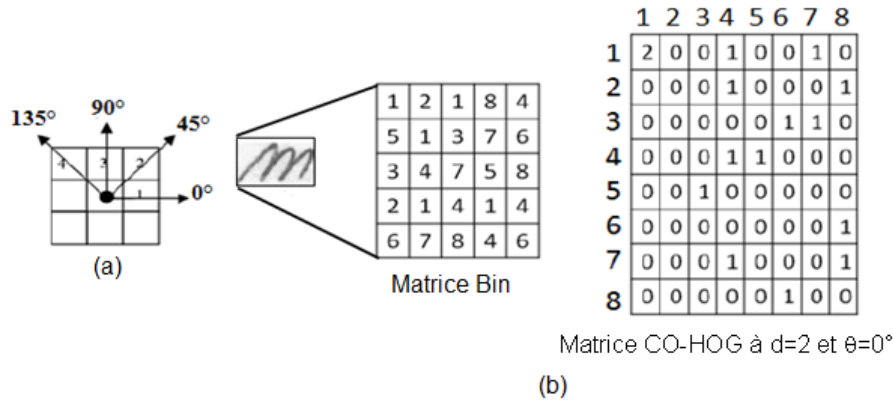 135° 90° 45°
4 3 2
1 0°
(a)
1 2 1 8 4
5 1 3 7 6
3 4 7 5 8
2 1 4 1 4
6 7 8 4 6
Matrice Bin
1 2 3 4 5 6 7 8
1 2 0 0 1 0 0 1 0
2 0 0 0 1 0 0 0 1
3 0 0 0 0 0 1 1 0
4 0 0 0 1 1 0 0 0
5 0 0 1 0 0 0 0 0
6 0 0 0 0 0 0 0 1
7 0 0 0 1 0 0 0 1
8 0 0 0 0 0 1 0 0
Matrice CO-HOG à d=2 et θ=0°
(b)